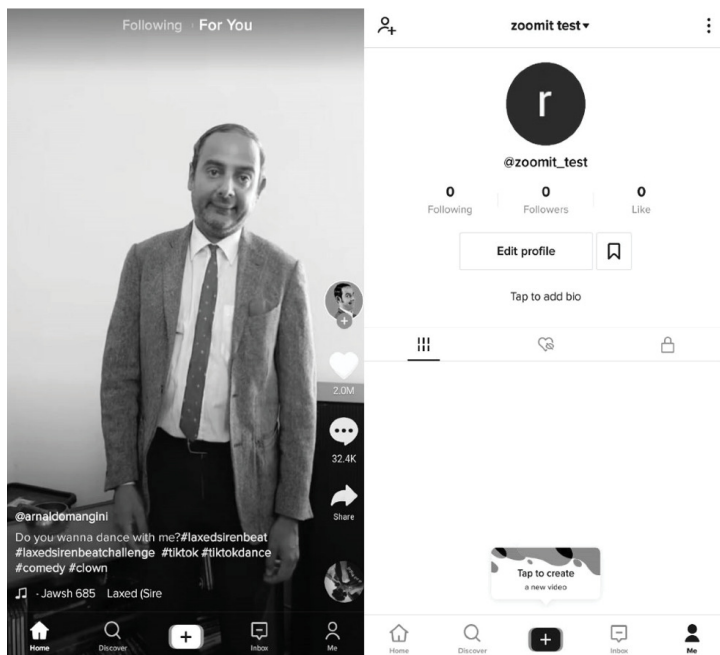 Following For You
2.0M
32.4K
Share
@arnaldomangini
Do you wanna dance with me?#laxedsirenbeat
#laxedsirenbeatchallenge #tiktok #tiktokdance
#comedy #clown
- Jawsh 685 Laxed (Sire
Home Discover Inbox Me
zoomit test
r
@zoomit_test
0 0 0
Following Followers Like
Edit profile
Tap to add bio
Tap to create
a new video
Home Discover Inbox Me